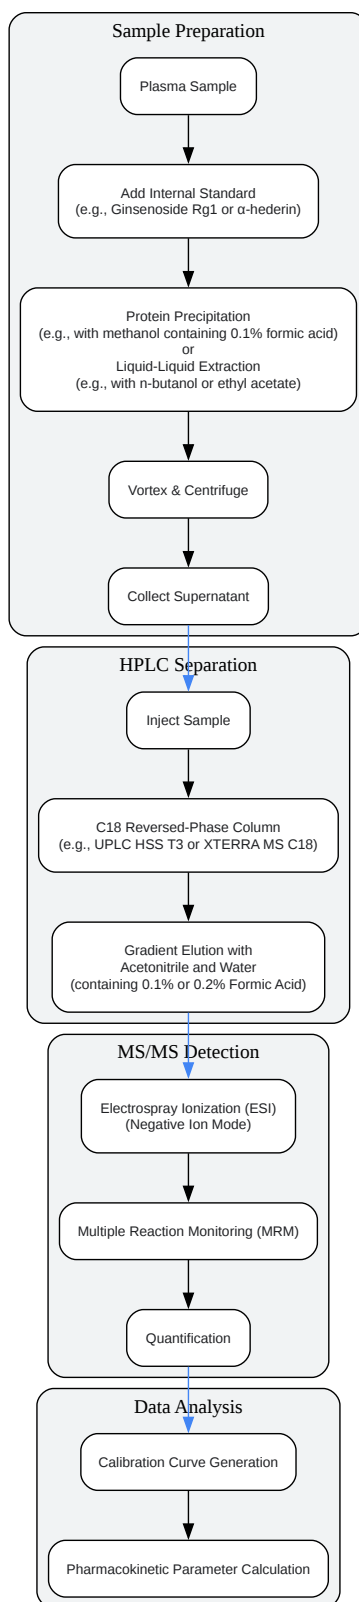 Sample Preparation
Plasma Sample
Add Internal Standard
(e.g., Ginsenoside Rg1 or α-hederin)
Protein Precipitation
(e.g., with methanol containing 0.1% formic acid)
or
Liquid-Liquid Extraction
(e.g., with n-butanol or ethyl acetate)
Vortex & Centrifuge
Collect Supernatant
HPLC Separation
Inject Sample
C18 Reversed-Phase Column
(e.g., UPLC HSS T3 or XTERRA MS C18)
Gradient Elution with
Acetonitrile and Water
(containing 0.1% or 0.2% Formic Acid)
MS/MS Detection
Electrospray Ionization (ESI)
(Negative Ion Mode)
Multiple Reaction Monitoring (MRM)
Quantification
Data Analysis
Calibration Curve Generation
Pharmacokinetic Parameter Calculation